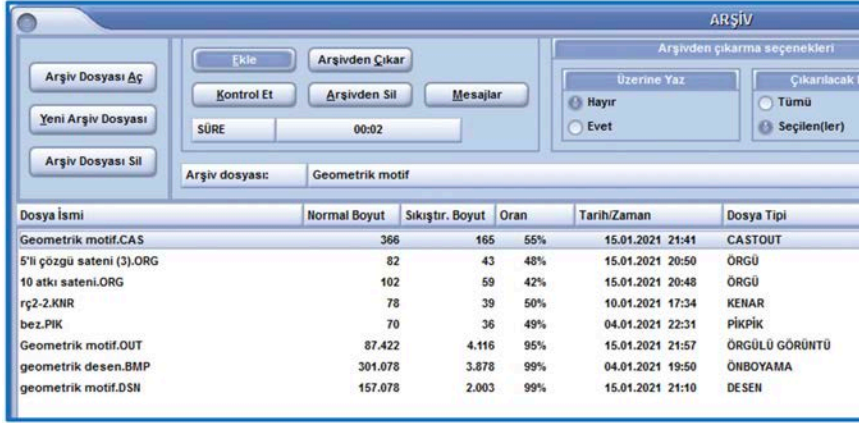 ARŞİV
Arşiv Dosyası Aç
Yeni Arşiv Dosyası
Arşiv Dosyası Sil
Ekle Arşivden Çıkar
Kontrol Et Arşivden Sil Mesajlar
SÜRE 00:02
Arşivden çıkarma seçenekleri
Üzerine Yaz Çıkarılacak
Hayır Tümü
Evet Seçilen(ler)
Arşiv dosyası: Geometrik motif
Dosya İsmi Normal Boyut Sıkıştır. Boyut Oran Tarih/Zaman Dosya Tipi
Geometrik motif.CAS 366 165 55% 15.01.2021 21:41 CASTOUT
5'li çözgü sateni (3).ORG 82 43 48% 15.01.2021 20:50 ÖRGÜ
10 atkı sateni.ORG 102 59 42% 15.01.2021 20:48 ÖRGÜ
rç2-2.KNR 78 39 50% 10.01.2021 17:34 KENAR
bez.PIK 70 36 49% 04.01.2021 22:31 PİKPİK
Geometrik motif.OUT 87.422 4.116 95% 15.01.2021 21:57 ÖRGÜLÜ GÖRÜNTÜ
geometrik desen.BMP 301.078 3.878 99% 04.01.2021 19:50 ÖNBOYAMA
geometrik motif.DSN 157.078 2.003 99% 15.01.2021 21:10 DESEN